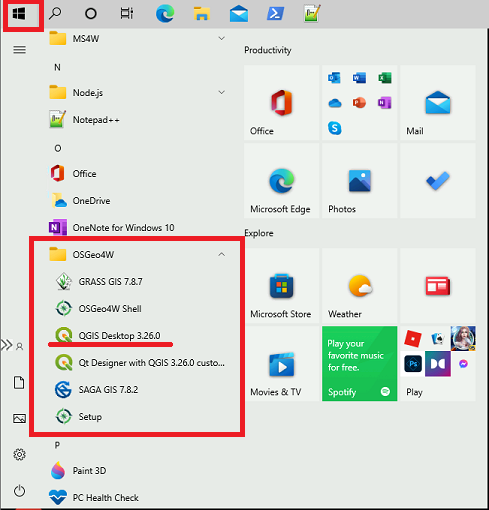 MS4W
N
Node.js
Notepad++
O
Office
OneDrive
OneNote for Windows 10
OSGeo4W
GRASS GIS 7.8.7
OSGeo4W Shell
QGIS Desktop 3.26.0
Qt Designer with QGIS 3.26.0 custo...
SAGA GIS 7.8.2
Setup
P
Paint 3D
PC Health Check
Productivity
Office
Mail
Microsoft Edge
Photos
Explore
Microsoft Store
Weather
Movies & TV
Play your
favorite music
for free.
Spotify
Play